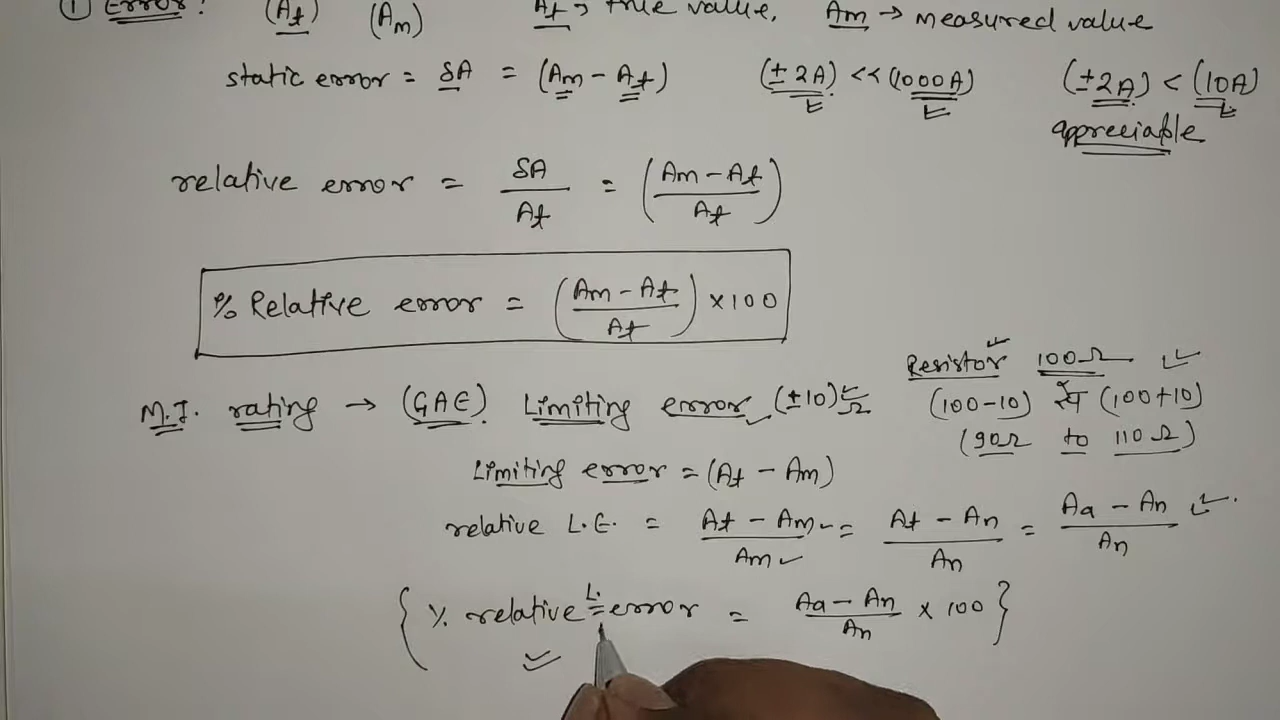 ① Error: (At) (Am) At → true value, Am → measured value
static error = δA = (Am - At) (± 2A) << (1000A) (± 2A) < (10A)
appreciable
relative error = δA/At = (Am - At/At)
% Relative error = (Am - At/At) × 100
Resistor 100Ω
M.I. rating → (GAE) Limiting error (±10)Ω (100-10) से (100+10)
(90Ω to 110Ω)
Limiting error = (At - Am)
relative L.E. = At - Am/Am = At - An/An = Aa - An/An
{ % relative L. error = Aa - An/An × 100 }